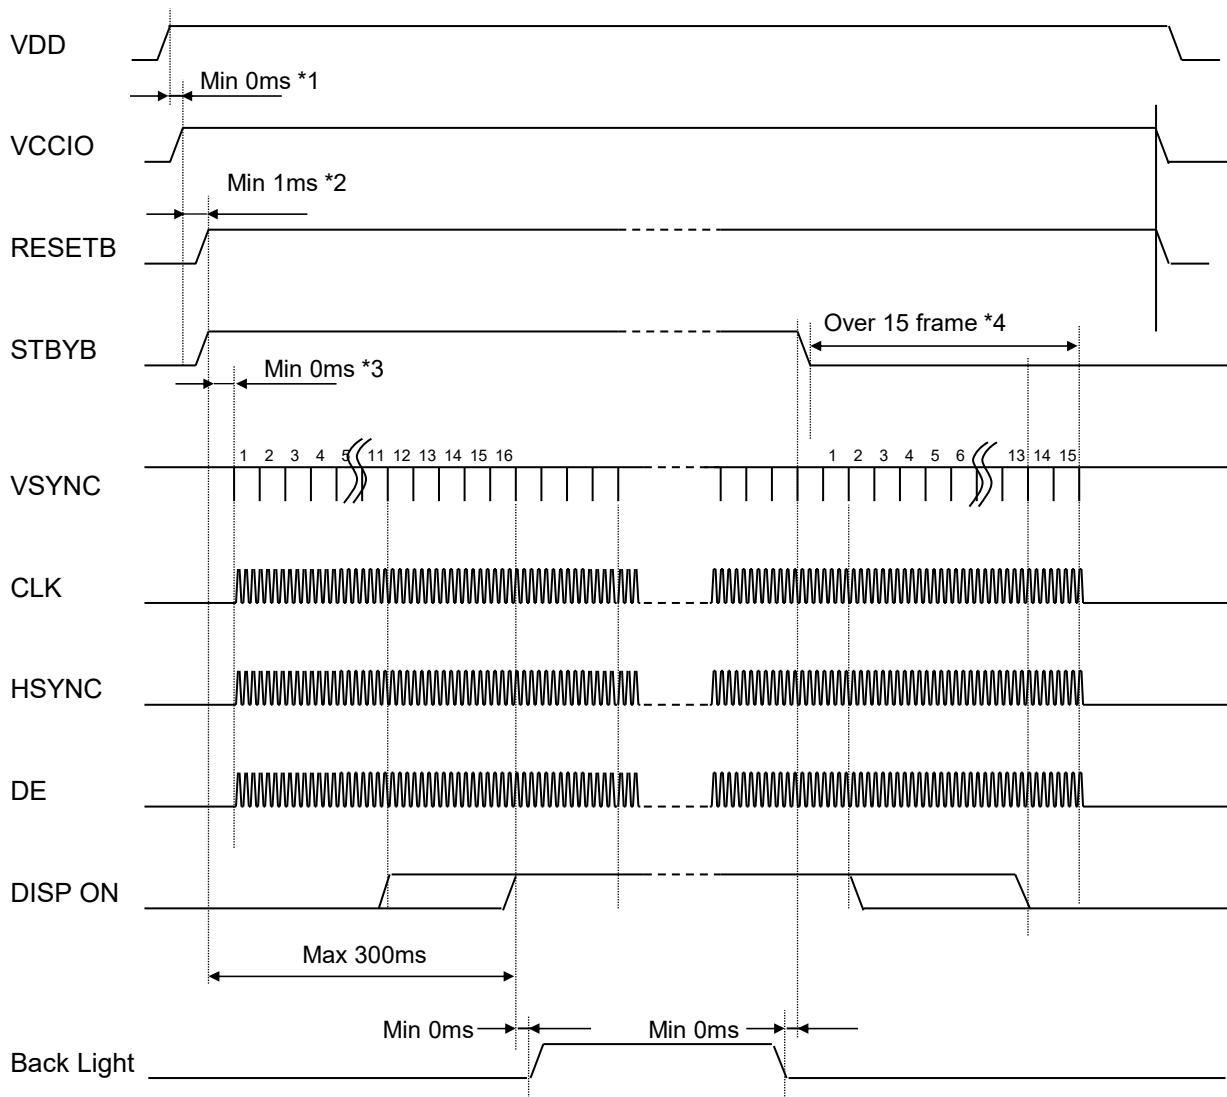 VDD
Min 0ms *1
VCCIO
Min 1ms *2
RESETB
Over 15 frame *4
STBYB
Min 0ms *3
1 2 3 4 5 11 12 13 14 15 16 1 2 3 4 5 6 13 14 15
VSYNC
CLK
HSYNC
DE
DISP ON
Max 300ms
Min 0ms Min 0ms
Back Light